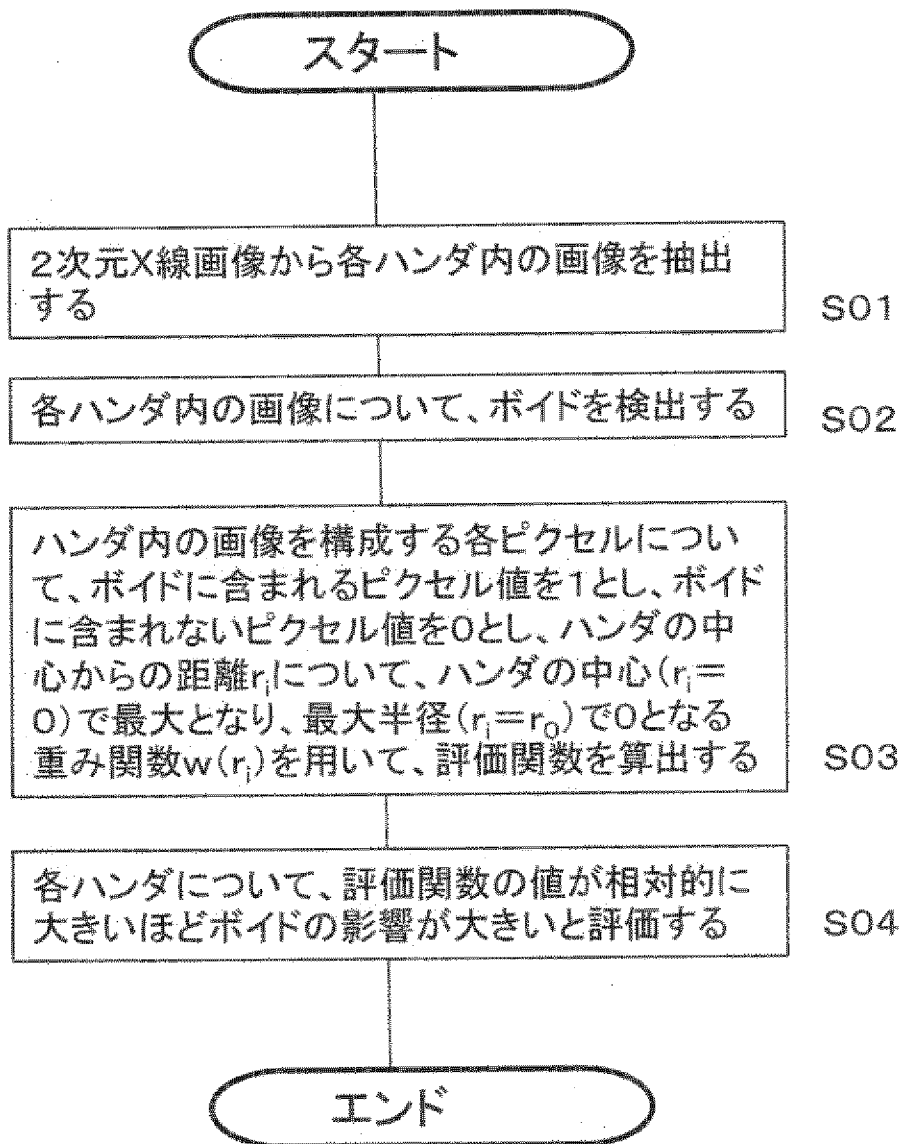 スタート
2次元X線画像から各ハンダ内の画像を抽出
する
S01
各ハンダ内の画像について、ボイドを検出する
S02
ハンダ内の画像を構成する各ピクセルについ
て、ボイドに含まれるピクセル値を1とし、ボイド
に含まれないピクセル値を0とし、ハンダの中
心からの距離riについて、ハンダの中心(ri=
0)で最大となり、最大半径(ri=r0)で0となる
重み関数w(ri)を用いて、評価関数を算出する
S03
各ハンダについて、評価関数の値が相対的に
大きいほどボイドの影響が大きいと評価する
S04
エンド